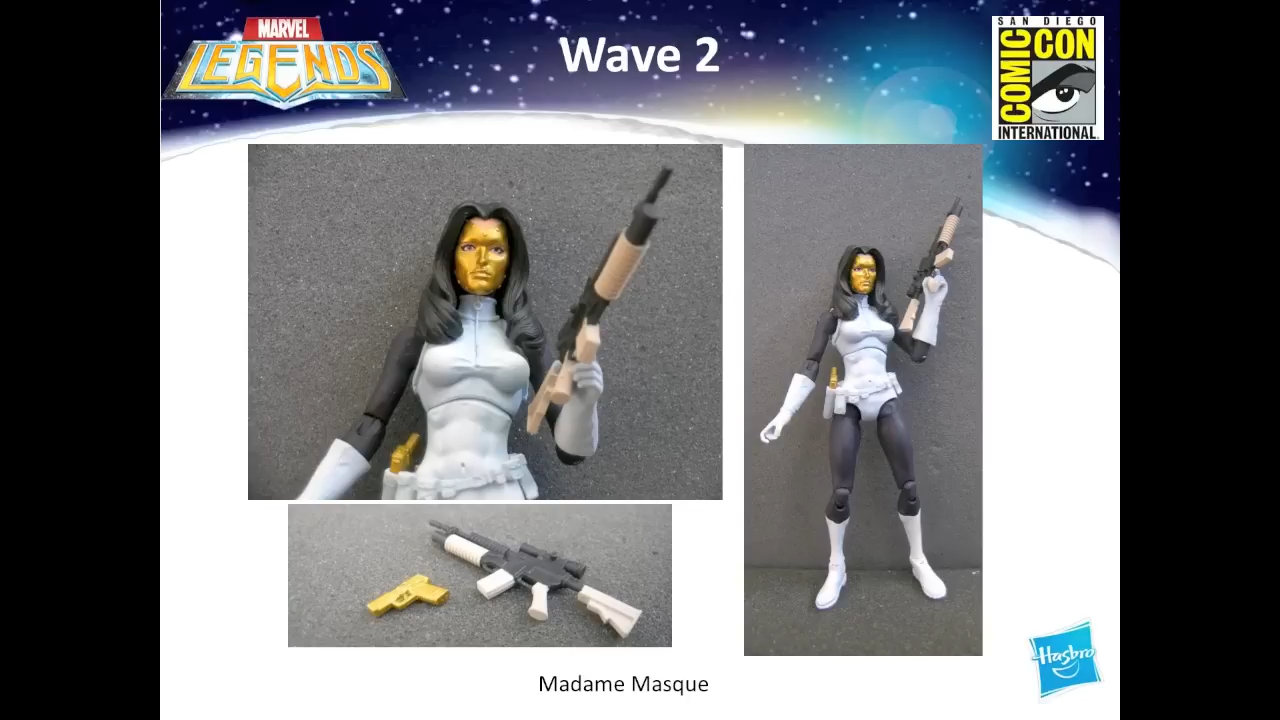 MARVEL
LEGENDS
Wave 2
SAN DIEGO
COMIC
CON
INTERNATIONAL
Madame Masque
Hasbro